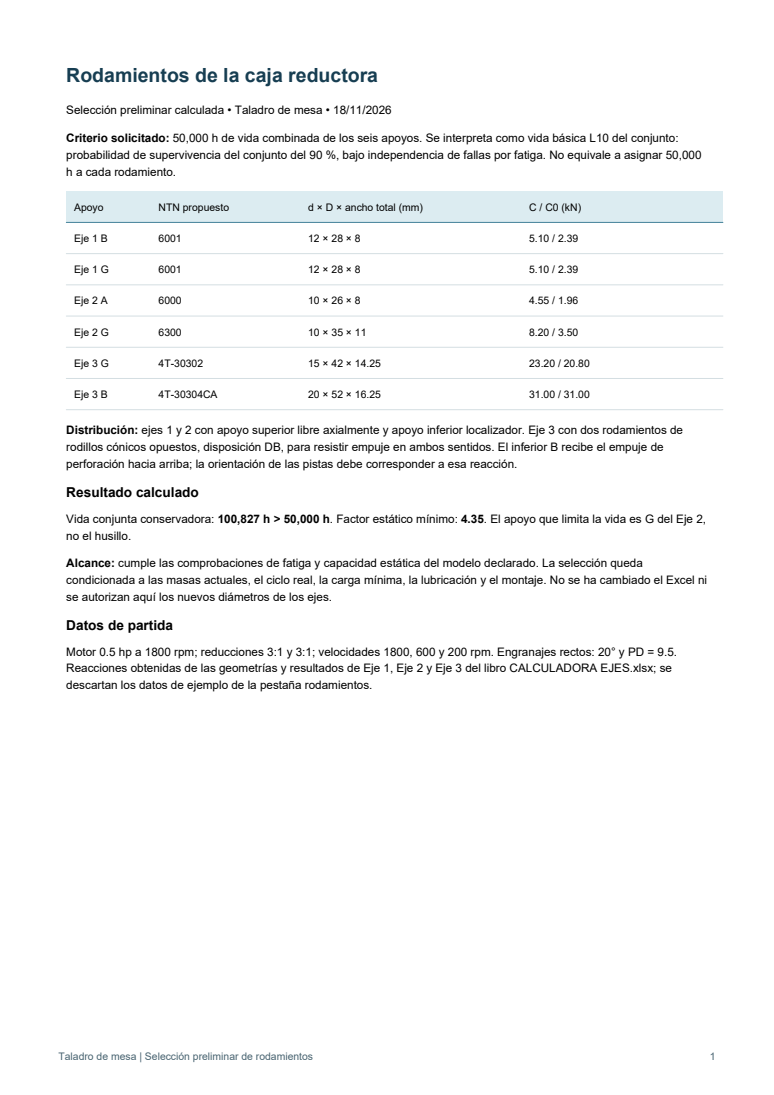 Rodamientos de la caja reductora
Selección preliminar calculada • Taladro de mesa • 18/11/2026
Criterio solicitado: 50,000 h de vida combinada de los seis apoyos. Se interpreta como vida básica L10 del conjunto:
probabilidad de supervivencia del conjunto del 90 %, bajo independencia de fallas por fatiga. No equivale a asignar 50,000
h a cada rodamiento.
Apoyo NTN propuesto d × D × ancho total (mm) C / C0 (kN)
Eje 1 B 6001 12 × 28 × 8 5.10 / 2.39
Eje 1 G 6001 12 × 28 × 8 5.10 / 2.39
Eje 2 A 6000 10 × 26 × 8 4.55 / 1.96
Eje 2 G 6300 10 × 35 × 11 8.20 / 3.50
Eje 3 G 4T-30302 15 × 42 × 14.25 23.20 / 20.80
Eje 3 B 4T-30304CA 20 × 52 × 16.25 31.00 / 31.00
Distribución: ejes 1 y 2 con apoyo superior libre axialmente y apoyo inferior localizador. Eje 3 con dos rodamientos de
rodillos cónicos opuestos, disposición DB, para resistir empuje en ambos sentidos. El inferior B recibe el empuje de
perforación hacia arriba; la orientación de las pistas debe corresponder a esa reacción.
Resultado calculado
Vida conjunta conservadora: 100,827 h > 50,000 h. Factor estático mínimo: 4.35. El apoyo que limita la vida es G del Eje 2,
no el husillo.
Alcance: cumple las comprobaciones de fatiga y capacidad estática del modelo declarado. La selección queda
condicionada a las masas actuales, el ciclo real, la carga mínima, la lubricación y el montaje. No se ha cambiado el Excel ni
se autorizan aquí los nuevos diámetros de los ejes.
Datos de partida
Motor 0.5 hp a 1800 rpm; reducciones 3:1 y 3:1; velocidades 1800, 600 y 200 rpm. Engranajes rectos: 20° y PD = 9.5.
Reacciones obtenidas de las geometrías y resultados de Eje 1, Eje 2 y Eje 3 del libro CALCULADORA EJES.xlsx; se
descartan los datos de ejemplo de la pestaña rodamientos.
Taladro de mesa | Selección preliminar de rodamientos 1